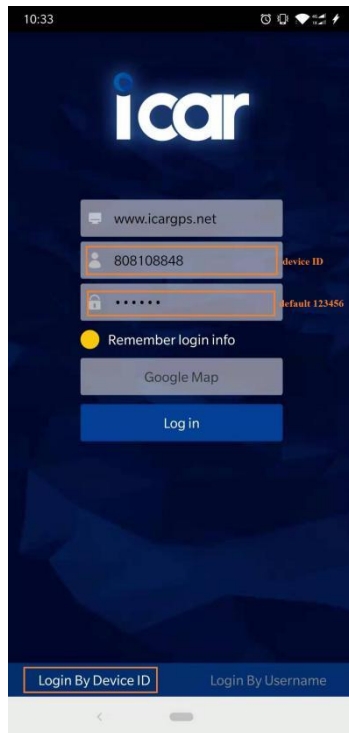 10:33
icar
www.icargps.net
808108848
device ID
••••••
default 123456
Remember login info
Google Map
Log in
Login By Device ID
Login By Username